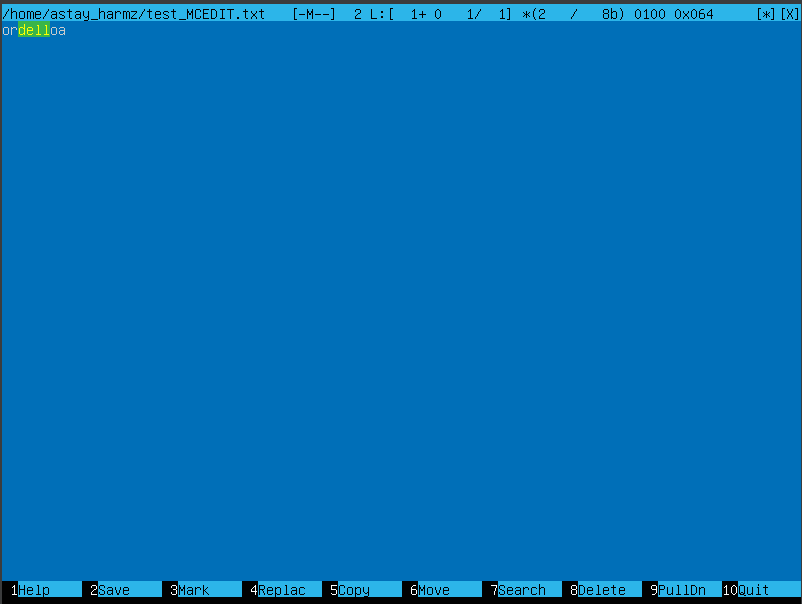 /home/astay_harmz/test_MCEDIT.txt [-M--] 2 L:[ 1+ 0 1/ 1] *(2 / 8b) 0100 0x064 [*][X]
ordelloa
1Help 2Save 3Mark 4Replac 5Copy 6Move 7Search 8Delete 9PullDn 10Quit